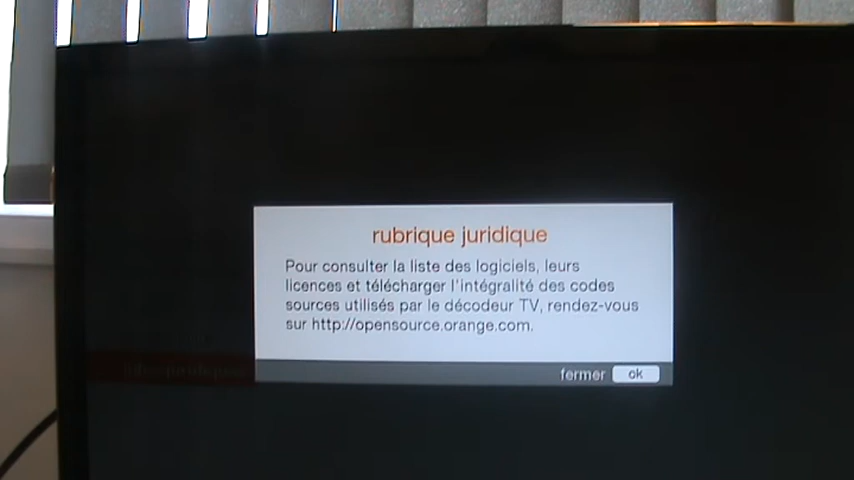 rubrique juridique
Pour consulter la liste des logiciels, leurs
licences et télécharger l'intégralité des codes
sources utilisés par le décodeur TV, rendez-vous
sur http://opensource.orange.com.
fermer ok